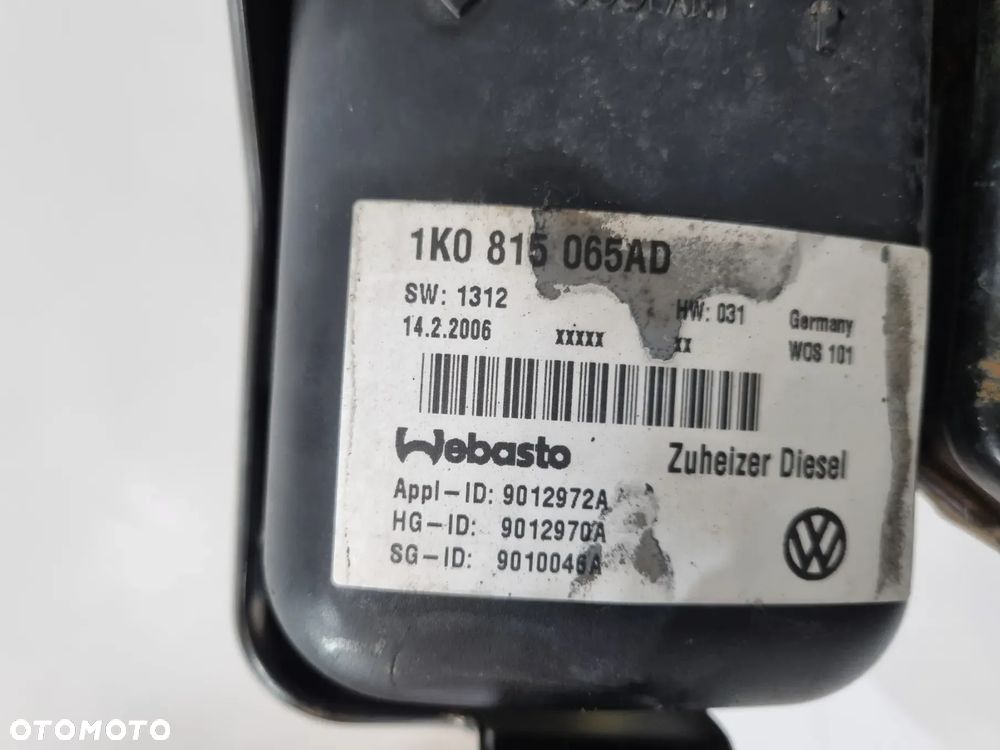 1K0 815 065AD
SW: 1312 HW: 031 Germany
14.2.2006 xxxxx xx WOS 101
Webasto Zuheizer Diesel
Appl-ID: 9012972A
HG-ID: 9012970A
SG-ID: 9010046A
OTOMOTO